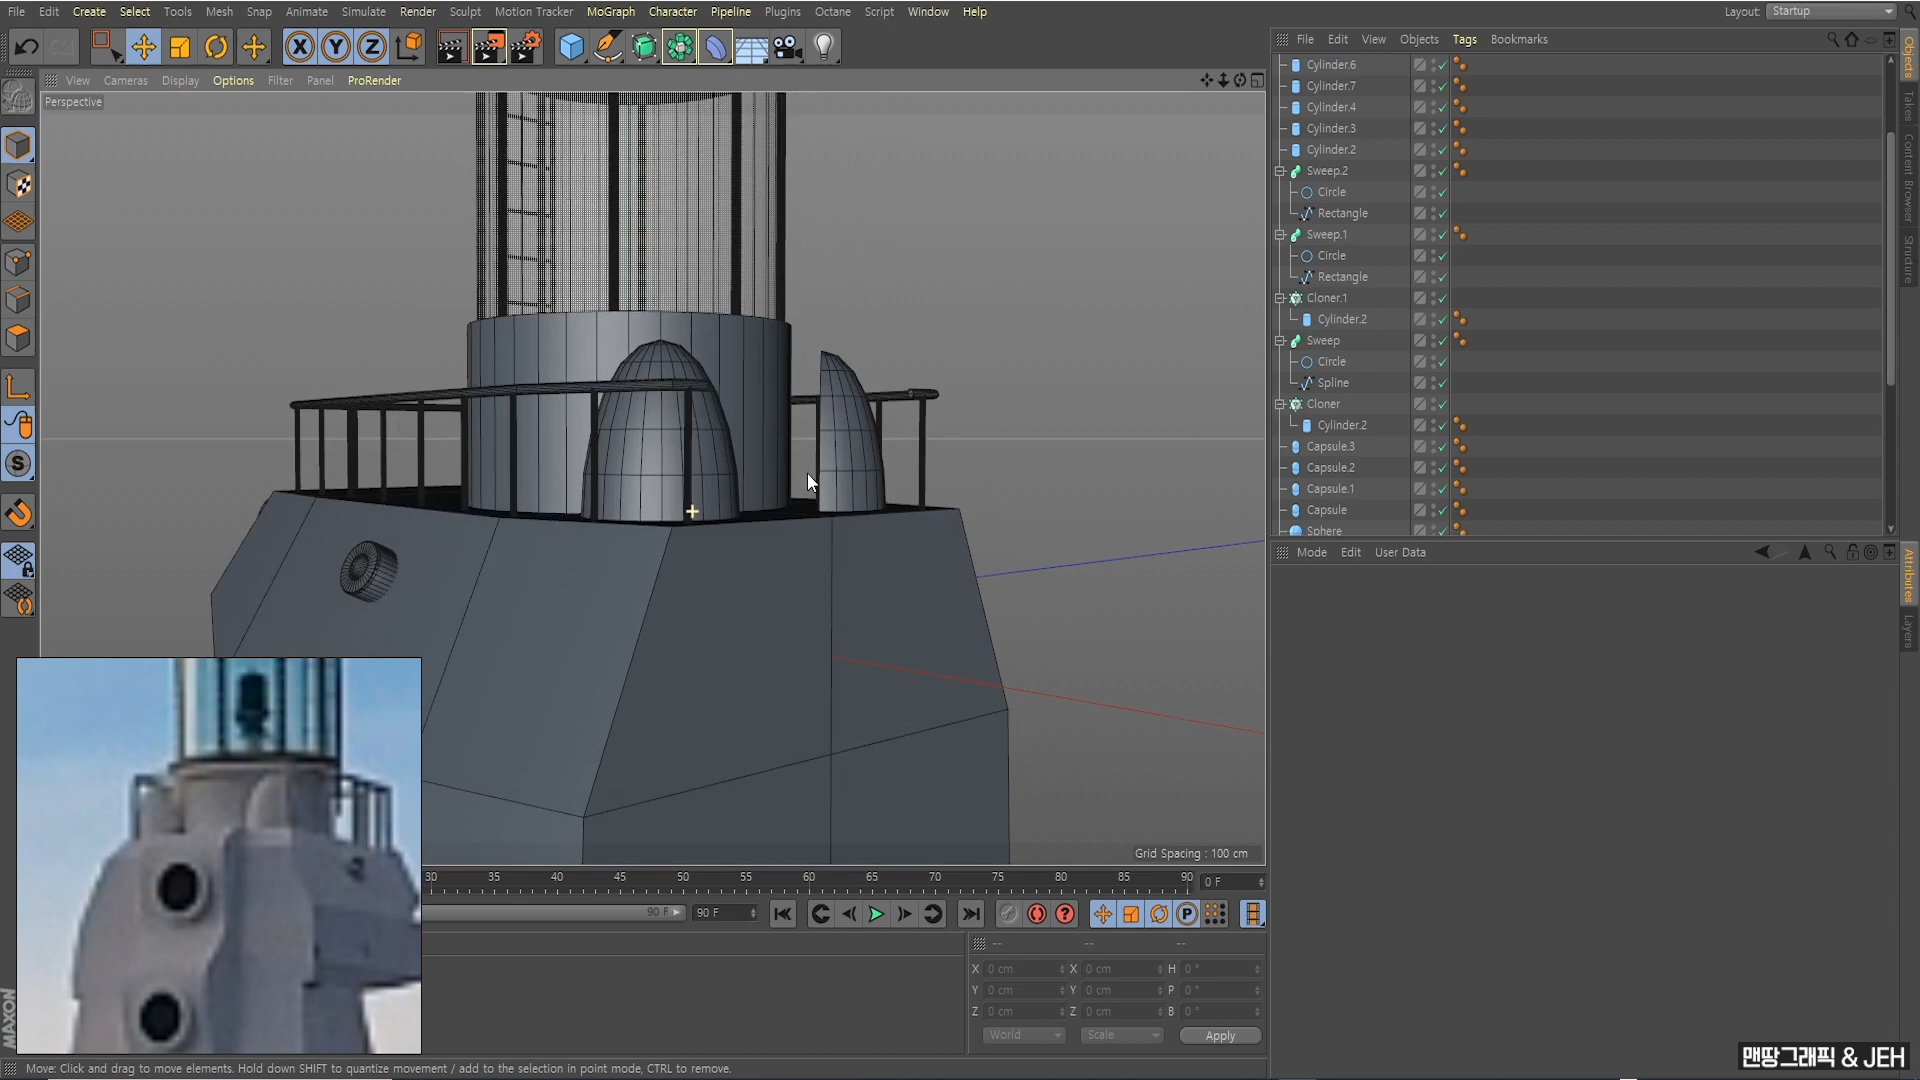 File Edit Create Select Tools Mesh Snap Animate Simulate Render Sculpt Motion Tracker MoGraph Character Pipeline Plugins Octane Script Window Help Layout: Startup
X Y Z
File Edit View Objects Tags Bookmarks
View Cameras Display Options Filter Panel ProRender
Perspective
Cylinder.6
Cylinder.7
Cylinder.4
Cylinder.3
Cylinder.2
Sweep.2
Circle
Rectangle
Sweep.1
Circle
Rectangle
Cloner.1
Cylinder.2
Sweep
Circle
Spline
Cloner
Cylinder.2
Capsule.3
Capsule.2
Capsule.1
Capsule
Sphere
Objects
Takes
Content Browser
Structure
S
Mode Edit User Data
Attributes
Layers
Grid Spacing : 100 cm
30 35 40 45 50 55 60 65 70 75 80 85 90 0 F
90 F 90 F
P
-- -- --
X 0 cm X 0 cm H 0 °
Y 0 cm Y 0 cm P 0 °
Z 0 cm Z 0 cm B 0 °
World Scale Apply
MAXON
Move: Click and drag to move elements. Hold down SHIFT to quantize movement / add to the selection in point mode, CTRL to remove.
맨땅그래픽 & JEH